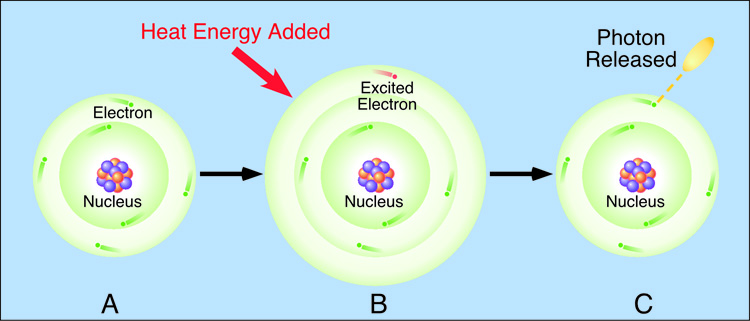 Heat Energy Added
Photon
Released
Electron
Excited
Electron
Nucleus
Nucleus
Nucleus
A
B
C